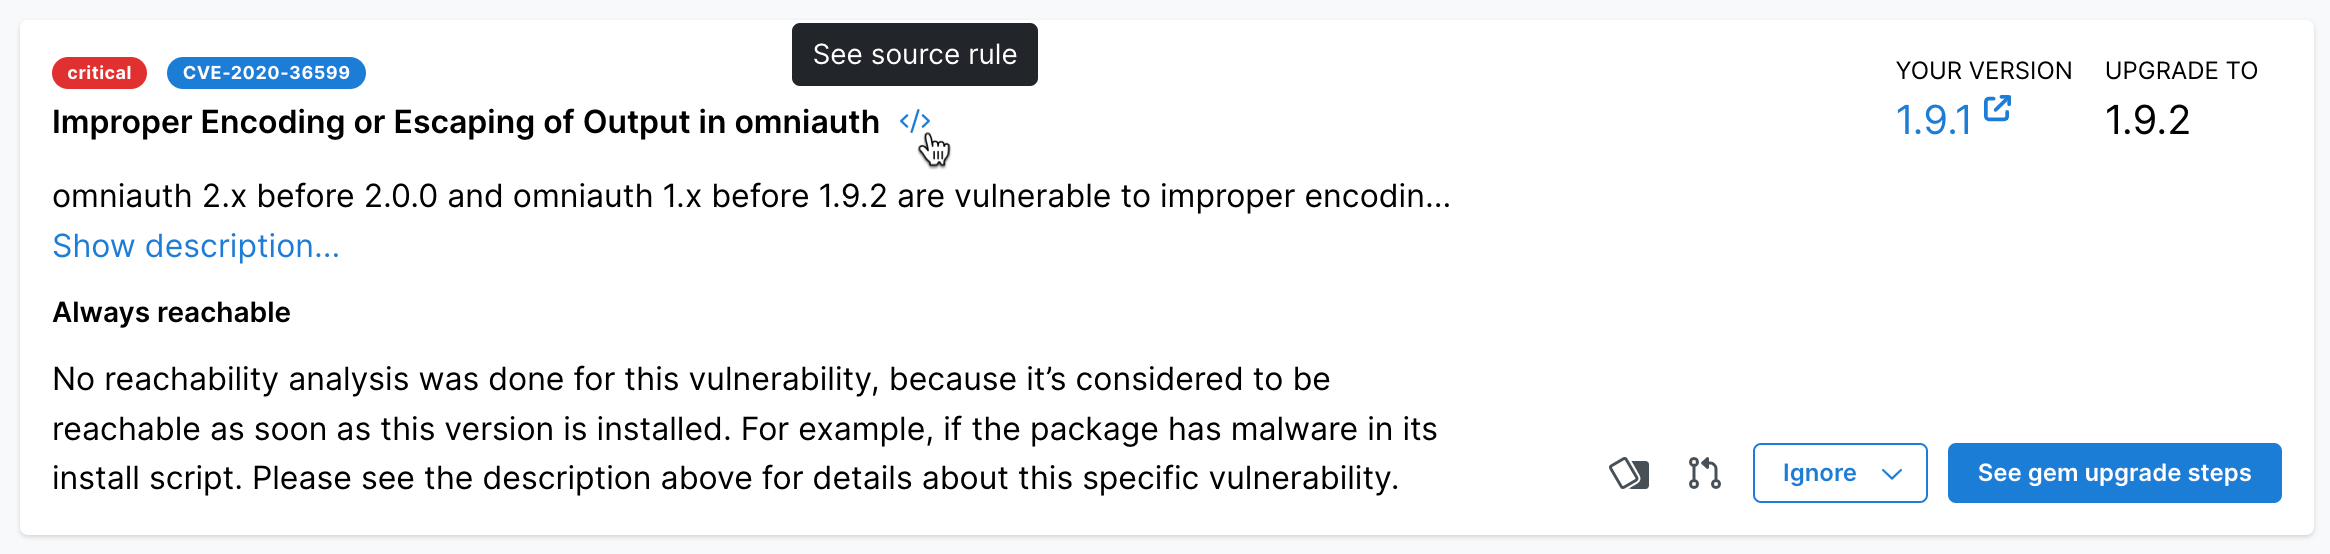 See source rule
critical CVE-2020-36599
YOUR VERSION UPGRADE TO
Improper Encoding or Escaping of Output in omniauth </>
1.9.1 1.9.2
omniauth 2.x before 2.0.0 and omniauth 1.x before 1.9.2 are vulnerable to improper encodin...
Show description...
Always reachable
No reachability analysis was done for this vulnerability, because it’s considered to be
reachable as soon as this version is installed. For example, if the package has malware in its
install script. Please see the description above for details about this specific vulnerability.
Ignore See gem upgrade steps